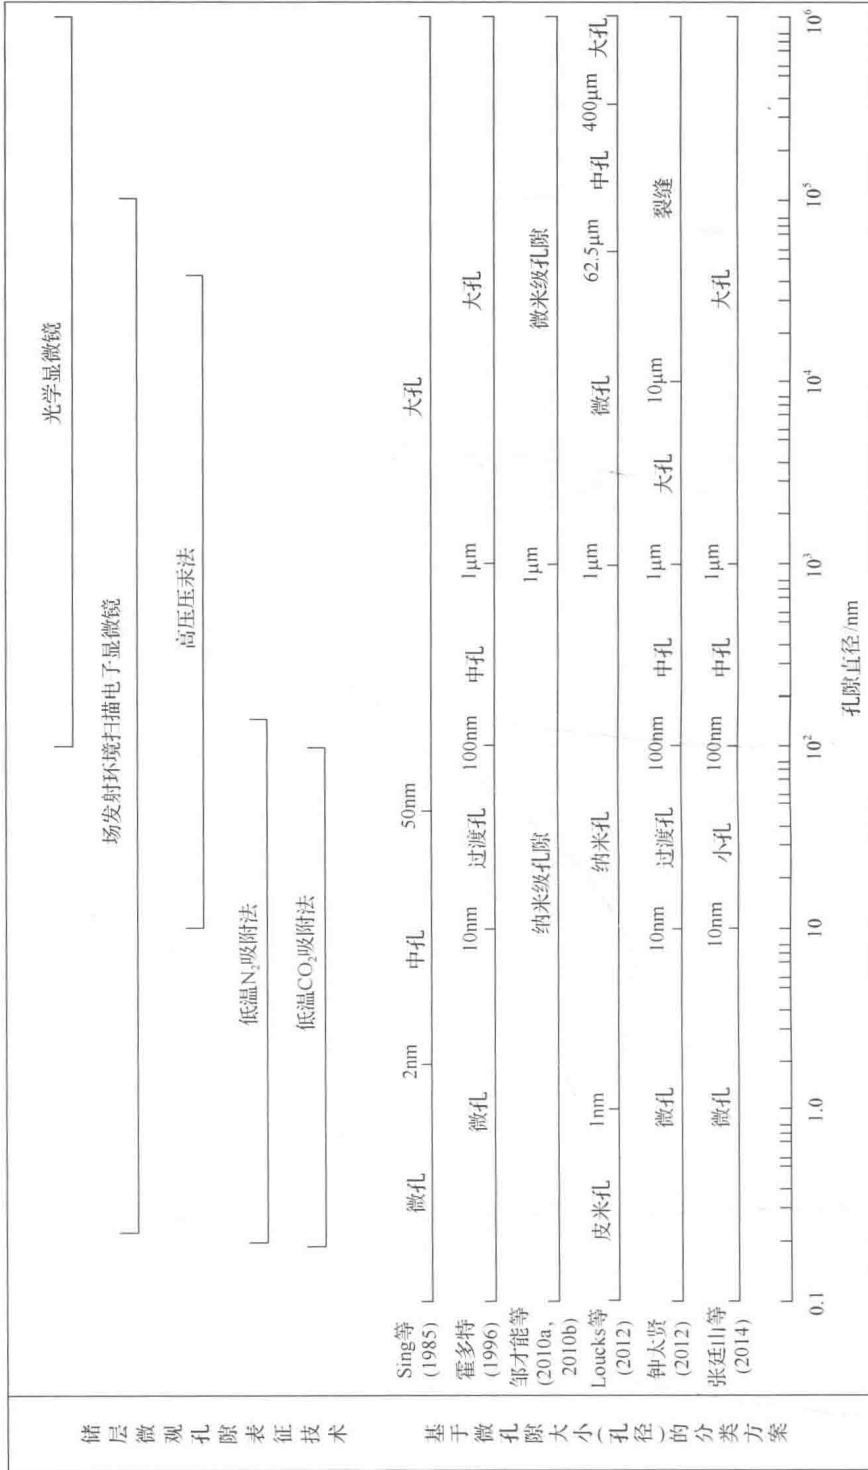 储层微观孔隙表征技术
光学显微镜
场发射环境扫描电子显微镜
高压压汞法
低温N₂吸附法
低温CO₂吸附法
基于微孔隙大小(孔径)的分类方案
Sing等
(1985)
微孔 2nm 中孔 50nm 大孔
霍多特
(1996)
微孔 10nm 过渡孔 100nm 中孔 1μm 大孔
邹才能等
(2010a,
2010b)
纳米级孔隙 1μm 微米级孔隙
Loucks等
(2012)
皮米孔 1nm 纳米孔 1μm 微孔 62.5μm 中孔 400μm 大孔
钟太贤
(2012)
微孔 10nm 过渡孔 100nm 中孔 1μm 大孔 10μm 裂缝
张廷山等
(2014)
微孔 10nm 小孔 100nm 中孔 1μm 大孔
0.1 1.0 10 10² 10³ 10⁴ 10⁵ 10⁶
孔隙直径/nm